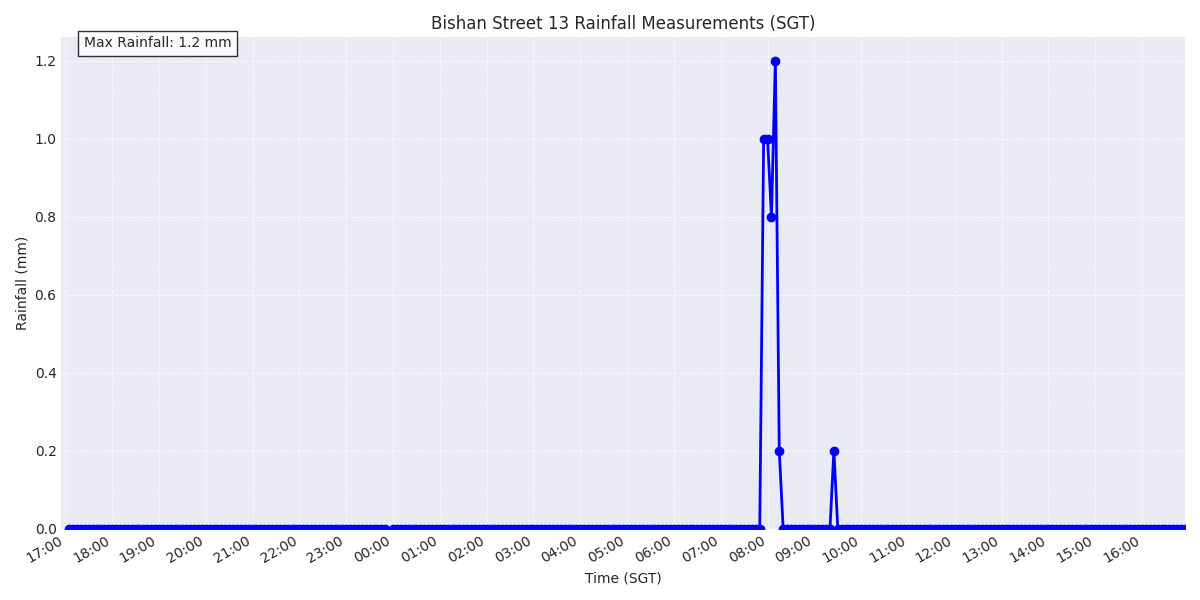 Bishan Street 13 Rainfall Measurements (SGT)
Max Rainfall: 1.2 mm
Rainfall (mm)
1.2
1.0
0.8
0.6
0.4
0.2
0.0
17:00 18:00 19:00 20:00 21:00 22:00 23:00 00:00 01:00 02:00 03:00 04:00 05:00 06:00 07:00 08:00 09:00 10:00 11:00 12:00 13:00 14:00 15:00 16:00
Time (SGT)